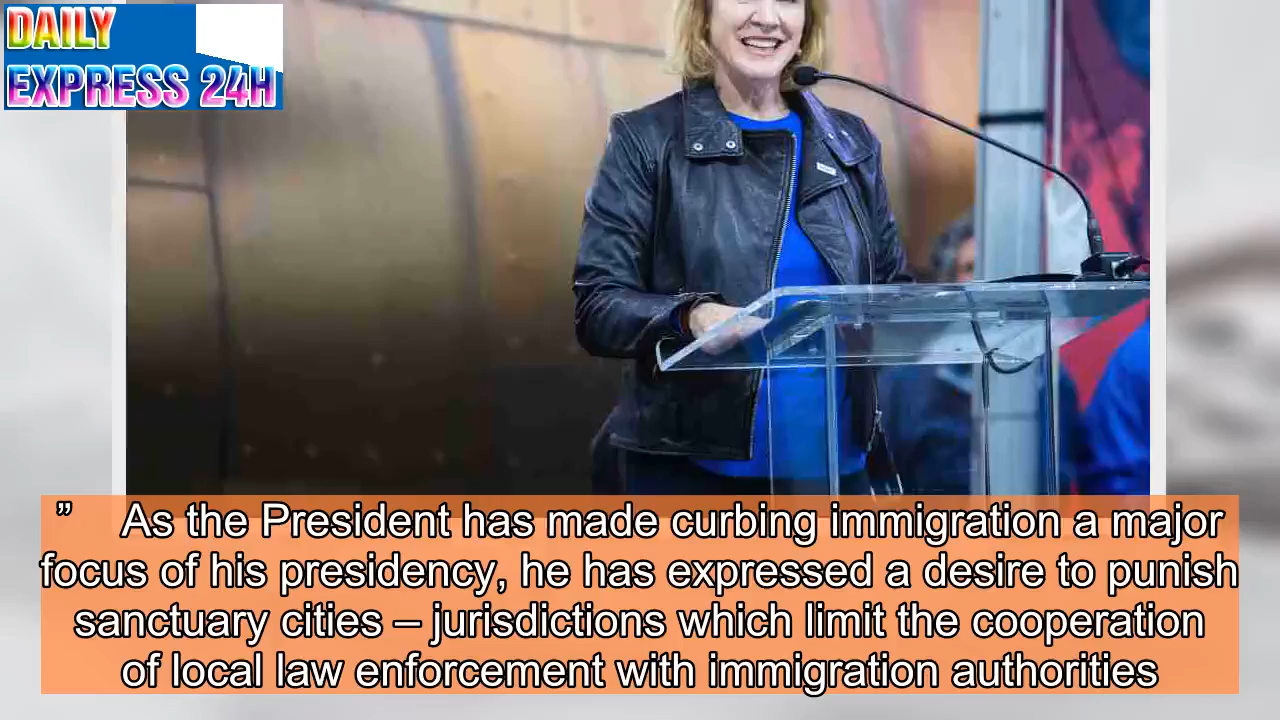 DAILY
EXPRESS 24H
” As the President has made curbing immigration a major
focus of his presidency, he has expressed a desire to punish
sanctuary cities – jurisdictions which limit the cooperation
of local law enforcement with immigration authorities